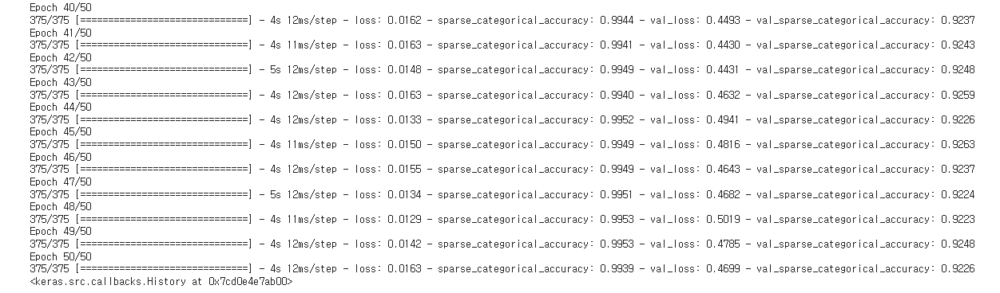 Epoch 40/50
375/375 [==============================] - 4s 12ms/step - loss: 0.0162 - sparse_categorical_accuracy: 0.9944 - val_loss: 0.4493 - val_sparse_categorical_accuracy: 0.9237
Epoch 41/50
375/375 [==============================] - 4s 11ms/step - loss: 0.0163 - sparse_categorical_accuracy: 0.9941 - val_loss: 0.4430 - val_sparse_categorical_accuracy: 0.9243
Epoch 42/50
375/375 [==============================] - 5s 12ms/step - loss: 0.0148 - sparse_categorical_accuracy: 0.9949 - val_loss: 0.4431 - val_sparse_categorical_accuracy: 0.9248
Epoch 43/50
375/375 [==============================] - 4s 12ms/step - loss: 0.0163 - sparse_categorical_accuracy: 0.9940 - val_loss: 0.4632 - val_sparse_categorical_accuracy: 0.9259
Epoch 44/50
375/375 [==============================] - 4s 12ms/step - loss: 0.0133 - sparse_categorical_accuracy: 0.9952 - val_loss: 0.4941 - val_sparse_categorical_accuracy: 0.9226
Epoch 45/50
375/375 [==============================] - 4s 11ms/step - loss: 0.0150 - sparse_categorical_accuracy: 0.9949 - val_loss: 0.4816 - val_sparse_categorical_accuracy: 0.9263
Epoch 46/50
375/375 [==============================] - 4s 12ms/step - loss: 0.0155 - sparse_categorical_accuracy: 0.9949 - val_loss: 0.4643 - val_sparse_categorical_accuracy: 0.9237
Epoch 47/50
375/375 [==============================] - 5s 12ms/step - loss: 0.0134 - sparse_categorical_accuracy: 0.9951 - val_loss: 0.4682 - val_sparse_categorical_accuracy: 0.9224
Epoch 48/50
375/375 [==============================] - 4s 11ms/step - loss: 0.0129 - sparse_categorical_accuracy: 0.9953 - val_loss: 0.5019 - val_sparse_categorical_accuracy: 0.9223
Epoch 49/50
375/375 [==============================] - 4s 12ms/step - loss: 0.0142 - sparse_categorical_accuracy: 0.9953 - val_loss: 0.4785 - val_sparse_categorical_accuracy: 0.9248
Epoch 50/50
375/375 [==============================] - 4s 12ms/step - loss: 0.0163 - sparse_categorical_accuracy: 0.9939 - val_loss: 0.4699 - val_sparse_categorical_accuracy: 0.9226
<keras.src.callbacks.History at 0x7cd0e4e7ab00>